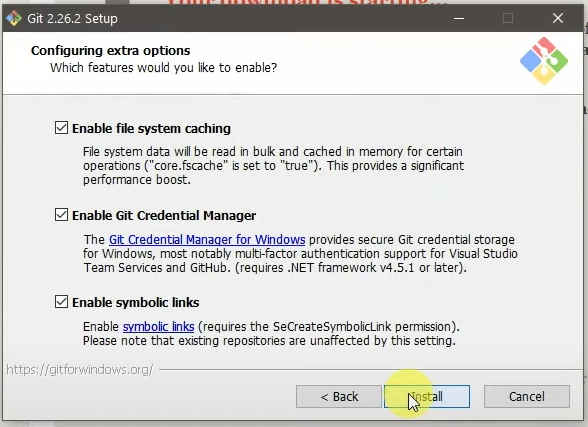 Your download is starting...
Git 2.26.2 Setup
Configuring extra options
Which features would you like to enable?
Enable file system caching
File system data will be read in bulk and cached in memory for certain
operations ("core.fscache" is set to "true"). This provides a significant
performance boost.
Enable Git Credential Manager
The Git Credential Manager for Windows provides secure Git credential storage
for Windows, most notably multi-factor authentication support for Visual Studio
Team Services and GitHub. (requires .NET framework v4.5.1 or later).
Enable symbolic links
Enable symbolic links (requires the SeCreateSymbolicLink permission).
Please note that existing repositories are unaffected by this setting.
https://gitforwindows.org/
< Back Install Cancel